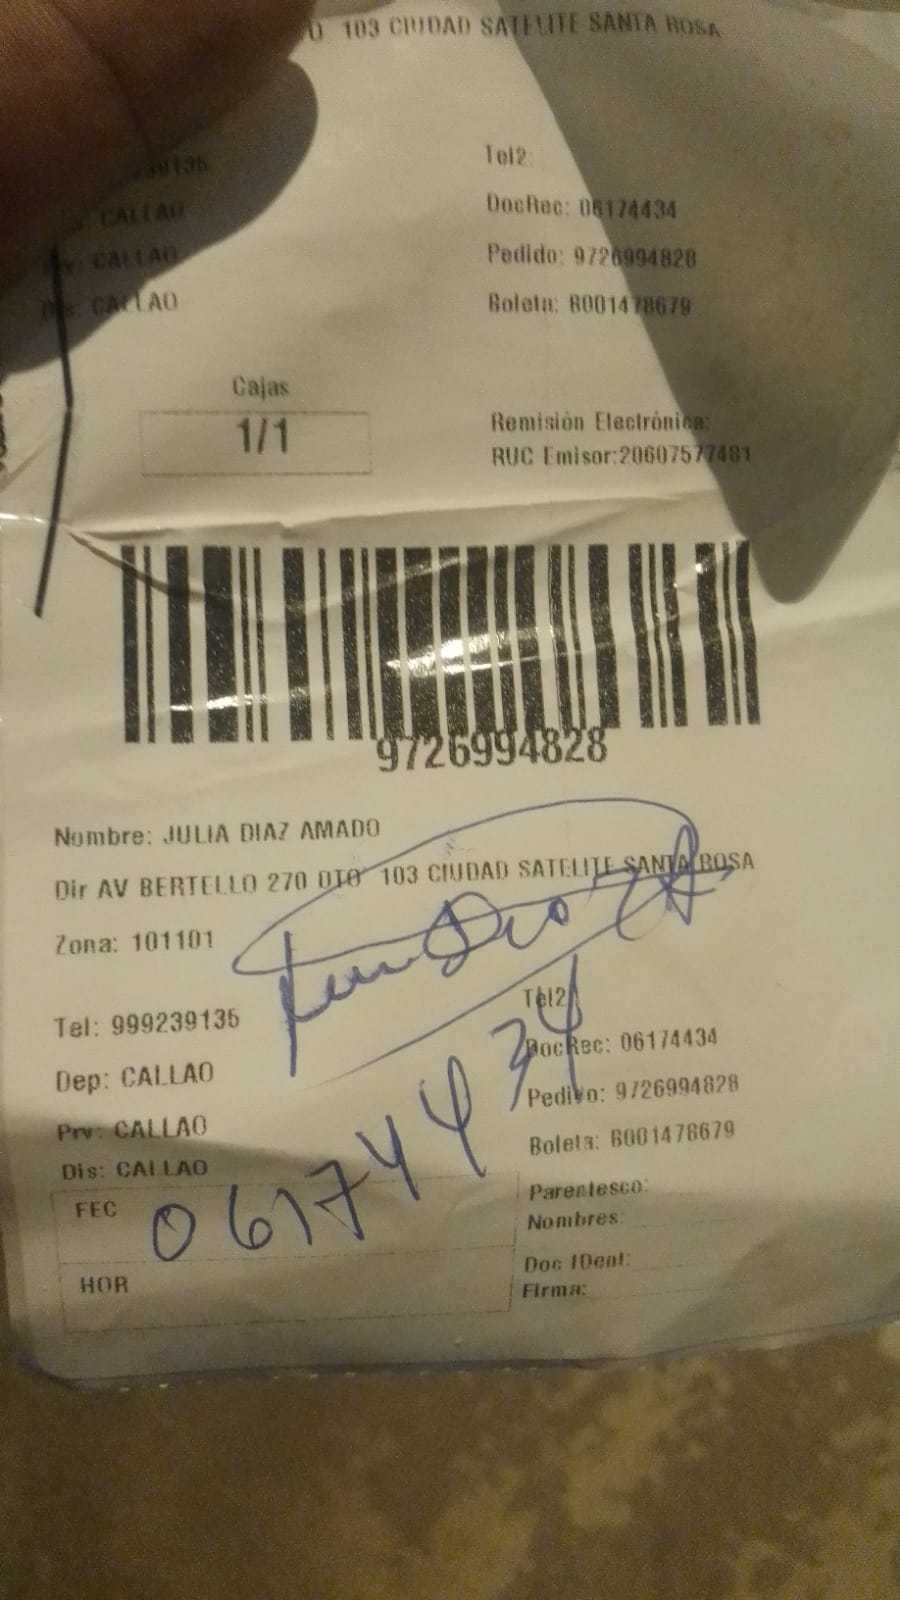 103 CIUDAD SATELITE SANTA ROSA
Tel2:
CALLAO
DocRec: 06174434
CALLAO
Pedido: 9726994828
Dis: CALLAO
Boleta: B001478679
Cajas
1/1
Remisión Electrónica:
RUC Emisor:20607577481
9726994828
Nombre: JULIA DIAZ AMADO
Dir AV BERTELLO 270 DTO 103 CIUDAD SATELITE SANTA ROSA
Zona: 101101
Tel: 999239135
Tel2
Dep: CALLAO
DocRec: 06174434
Prv: CALLAO
Pedido: 9726994828
Dis: CALLAO
Boleta: B001478679
06174434
FEC
Parentesco:
Nombres:
HOR
Doc IDent:
Firma: